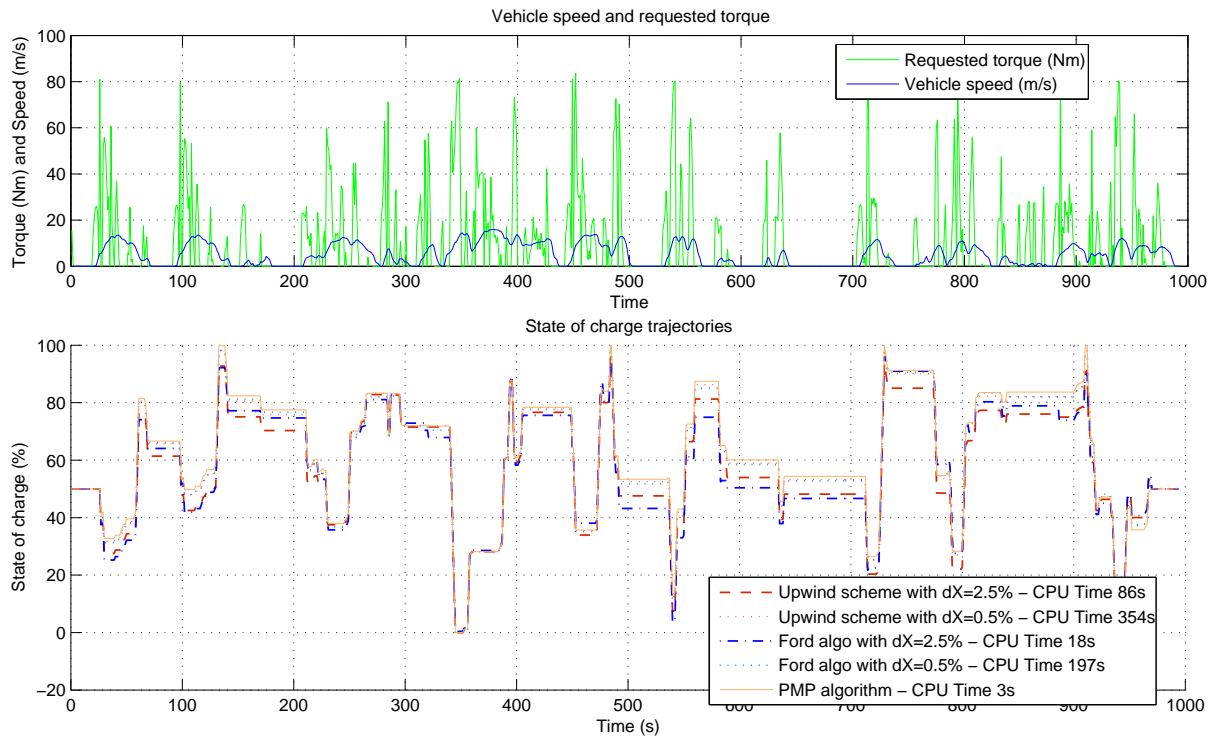 Vehicle speed and requested torque
Torque (Nm) and Speed (m/s)
100
80
60
40
20
0
Requested torque (Nm)
Vehicle speed (m/s)
0 100 200 300 400 500 600 700 800 900 1000
Time
State of charge trajectories
State of charge (%)
100
80
60
40
20
0
−20
Upwind scheme with dX=2.5% − CPU Time 86s
Upwind scheme with dX=0.5% − CPU Time 354s
Ford algo with dX=2.5% − CPU Time 18s
Ford algo with dX=0.5% − CPU Time 197s
PMP algorithm − CPU Time 3s
0 100 200 300 400 500 600 700 800 900 1000
Time (s)